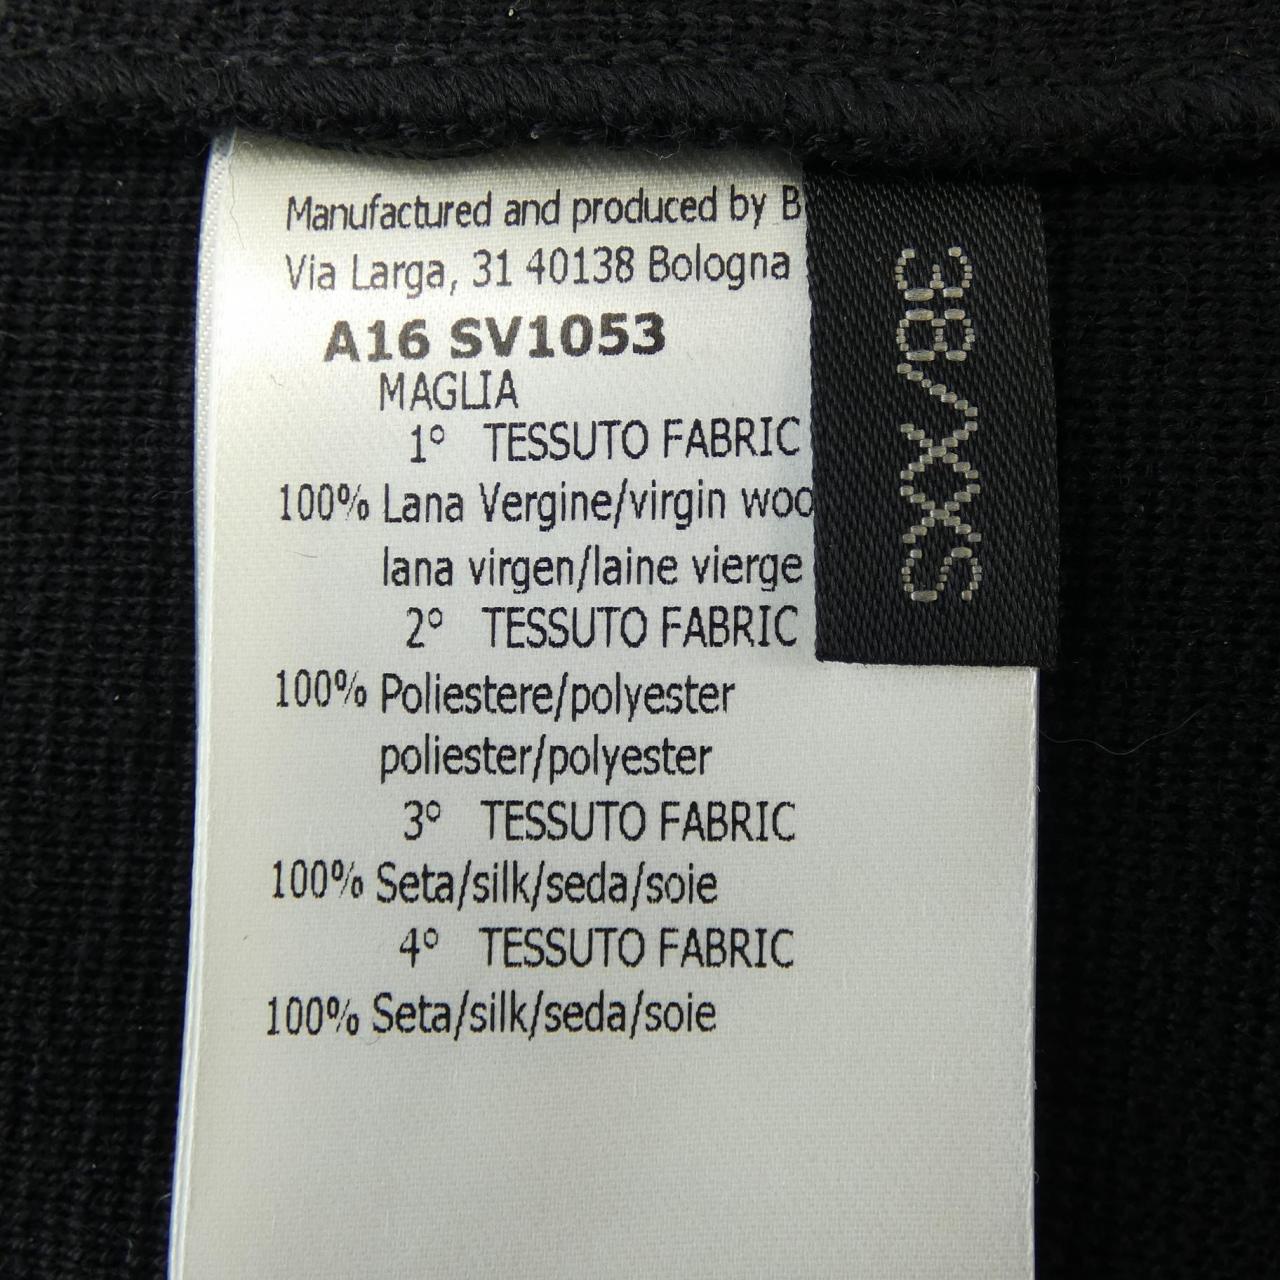 Manufactured and produced by B
Via Larga, 31 40138 Bologna
A16 SV1053
MAGLIA
1° TESSUTO FABRIC
100% Lana Vergine/virgin woo
lana virgen/laine vierge
2° TESSUTO FABRIC
100% Poliestere/polyester
poliester/polyester
3° TESSUTO FABRIC
100% Seta/silk/seda/soie
4° TESSUTO FABRIC
100% Seta/silk/seda/soie
38/XXS